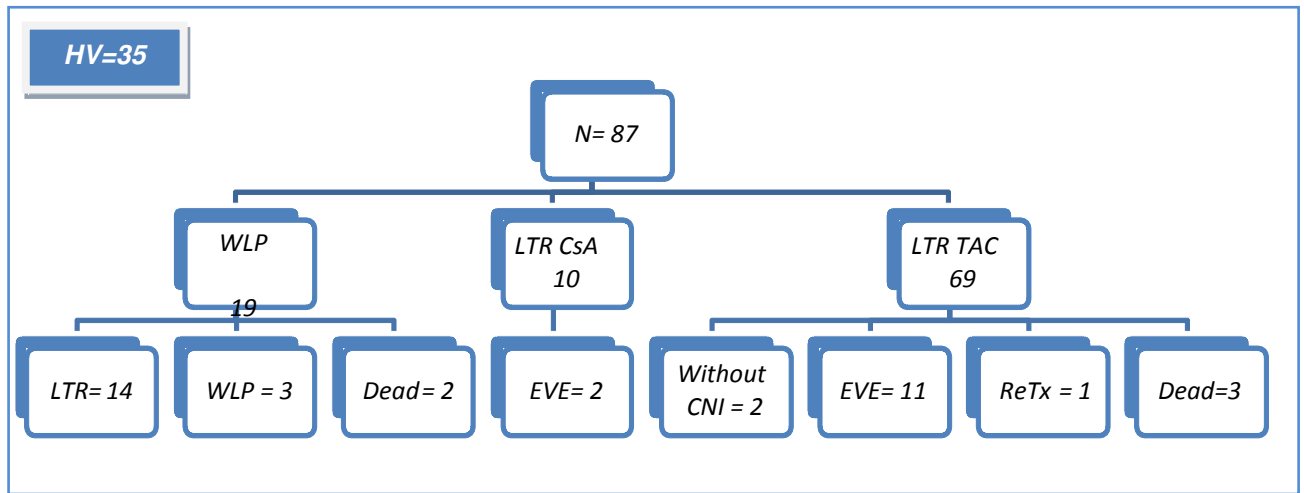 HV=35
N= 87
WLP
19
LTR CsA
10
LTR TAC
69
LTR= 14
WLP = 3
Dead= 2
EVE= 2
Without
CNI = 2
EVE= 11
ReTx = 1
Dead=3